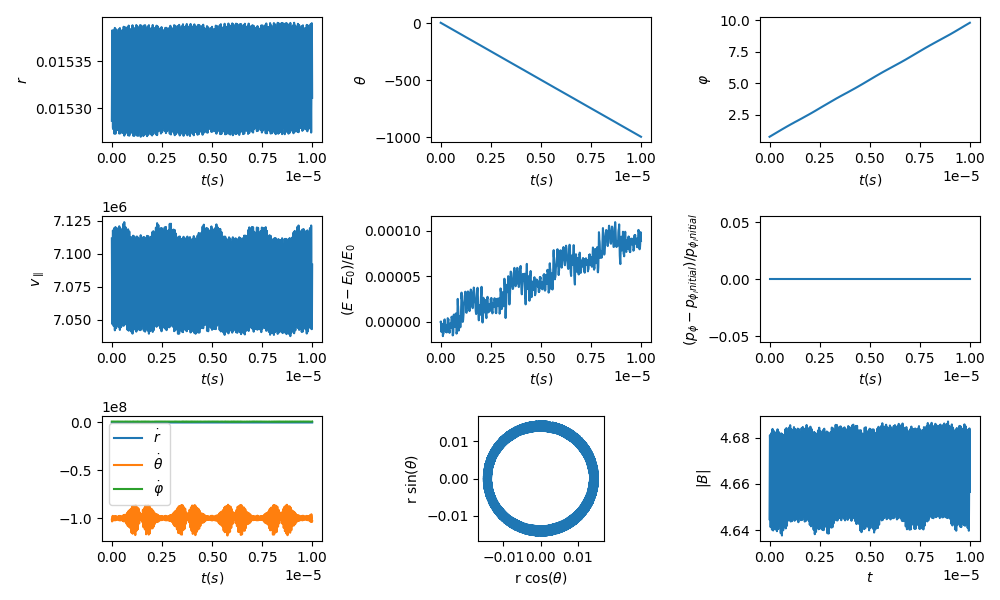 r
0.01535
0.01530
0.00 0.25 0.50 0.75 1.00
1e−5
t(s)
θ
0
−500
−1000
0.00 0.25 0.50 0.75 1.00
1e−5
t(s)
φ
10.0
7.5
5.0
2.5
0.00 0.25 0.50 0.75 1.00
1e−5
t(s)
1e6
v∥
7.125
7.100
7.075
7.050
0.00 0.25 0.50 0.75 1.00
1e−5
t(s)
(E − E₀)/E₀
0.00010
0.00005
0.00000
0.00 0.25 0.50 0.75 1.00
1e−5
t(s)
(pϕ − pϕ,nitial)/pϕ,nitial
0.05
0.00
−0.05
0.00 0.25 0.50 0.75 1.00
1e−5
t(s)
1e8
0.0
−0.5
−1.0
ṙ
θ̇
φ̇
0.00 0.25 0.50 0.75 1.00
1e−5
t(s)
r sin(θ)
0.01
0.00
−0.01
−0.01 0.00 0.01
r cos(θ)
|B|
4.68
4.66
4.64
0.00 0.25 0.50 0.75 1.00
1e−5
t